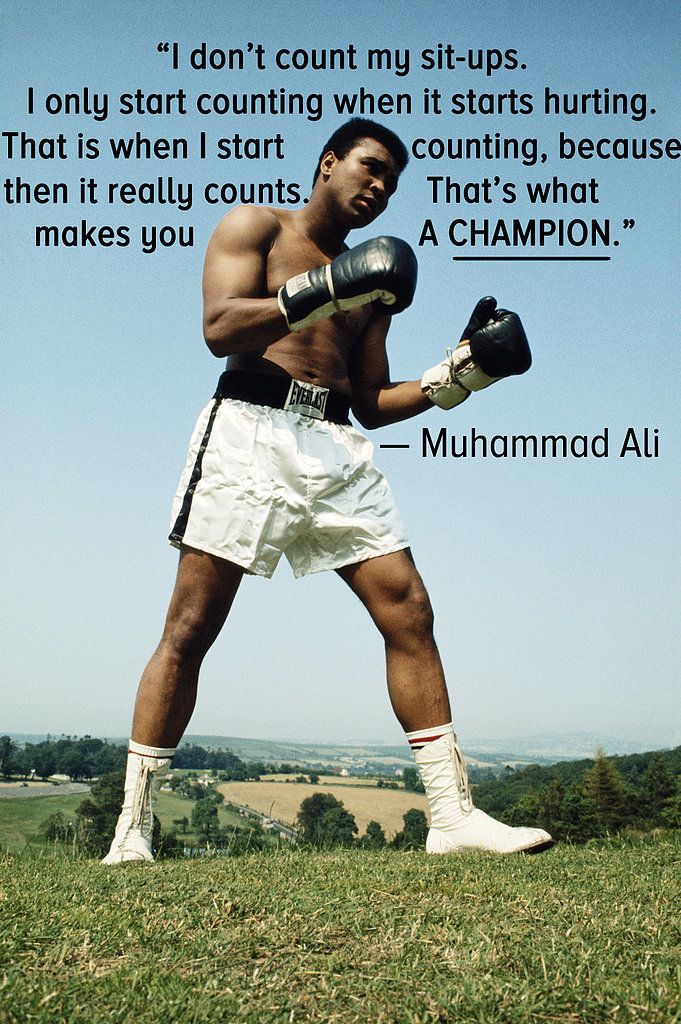 “I don’t count my sit-ups.
I only start counting when it starts hurting.
That is when I start counting, because
then it really counts. That’s what
makes you A CHAMPION.”
EVERLAST
— Muhammad Ali